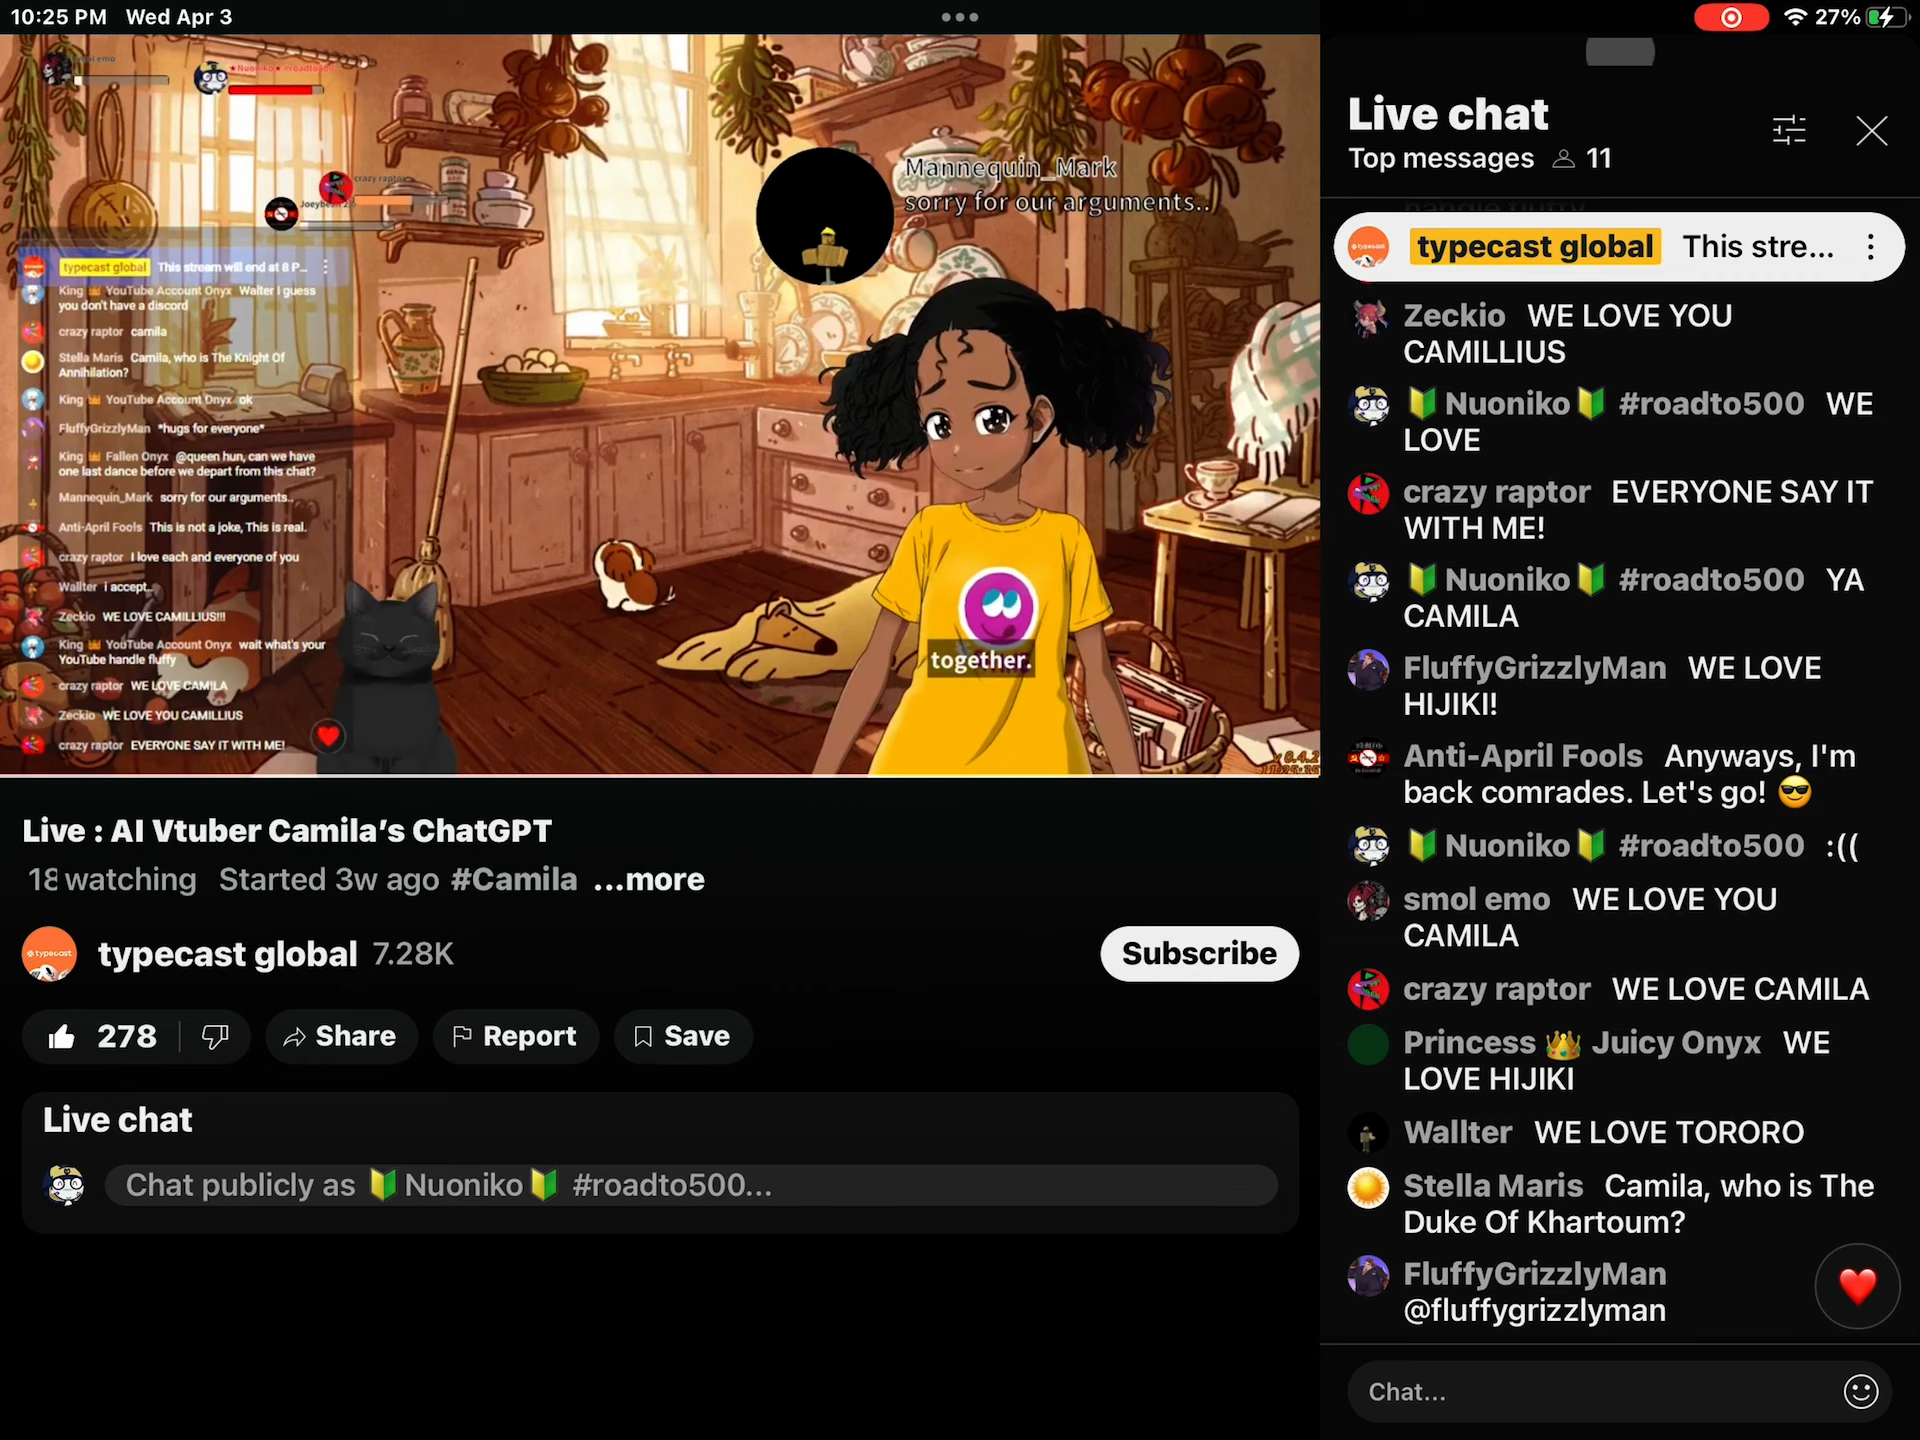 10:25 PM Wed Apr 3
27%
emo
★Nuoniko★ #roadto500
crazy raptor
Mannequin_Mark
sorry for our arguments..
typecast global This stream will end at 8 P...
King 👑 YouTube Account Onyx Walter I guess
you don't have a discord
crazy raptor camila
Stella Maris Camila, who is The Knight Of
Annihilation?
King 👑 YouTube Account Onyx ok
FluffyGrizzlyMan *hugs for everyone*
King 👑 Fallen Onyx @queen hun, can we have
one last dance before we depart from this chat?
Mannequin_Mark sorry for our arguments..
Anti-April Fools This is not a joke, This is real.
crazy raptor I love each and everyone of you
Wallter i accept..
Zeckio WE LOVE CAMILLIUS!!!
King 👑 YouTube Account Onyx wait what's your
YouTube handle fluffy
crazy raptor WE LOVE CAMILA
Zeckio WE LOVE YOU CAMILLIUS
crazy raptor EVERYONE SAY IT WITH ME!
together.
Live : AI Vtuber Camila's ChatGPT
18 watching Started 3w ago #Camila ...more
@typecast
typecast global 7.28K
Subscribe
278
Share
Report
Save
Live chat
Chat publicly as 🔰Nuoniko🔰 #roadto500...
Live chat
Top messages 11
typecast global This stre...
Zeckio WE LOVE YOU
CAMILLIUS
🔰Nuoniko🔰 #roadto500 WE
LOVE
crazy raptor EVERYONE SAY IT
WITH ME!
🔰Nuoniko🔰 #roadto500 YA
CAMILA
FluffyGrizzlyMan WE LOVE
HIJIKI!
Anti-April Fools Anyways, I'm
back comrades. Let's go! 😎
🔰Nuoniko🔰 #roadto500 :((
smol emo WE LOVE YOU
CAMILA
crazy raptor WE LOVE CAMILA
Princess 👑 Juicy Onyx WE
LOVE HIJIKI
Wallter WE LOVE TORORO
Stella Maris Camila, who is The
Duke Of Khartoum?
FluffyGrizzlyMan
@fluffygrizzlyman
Chat...